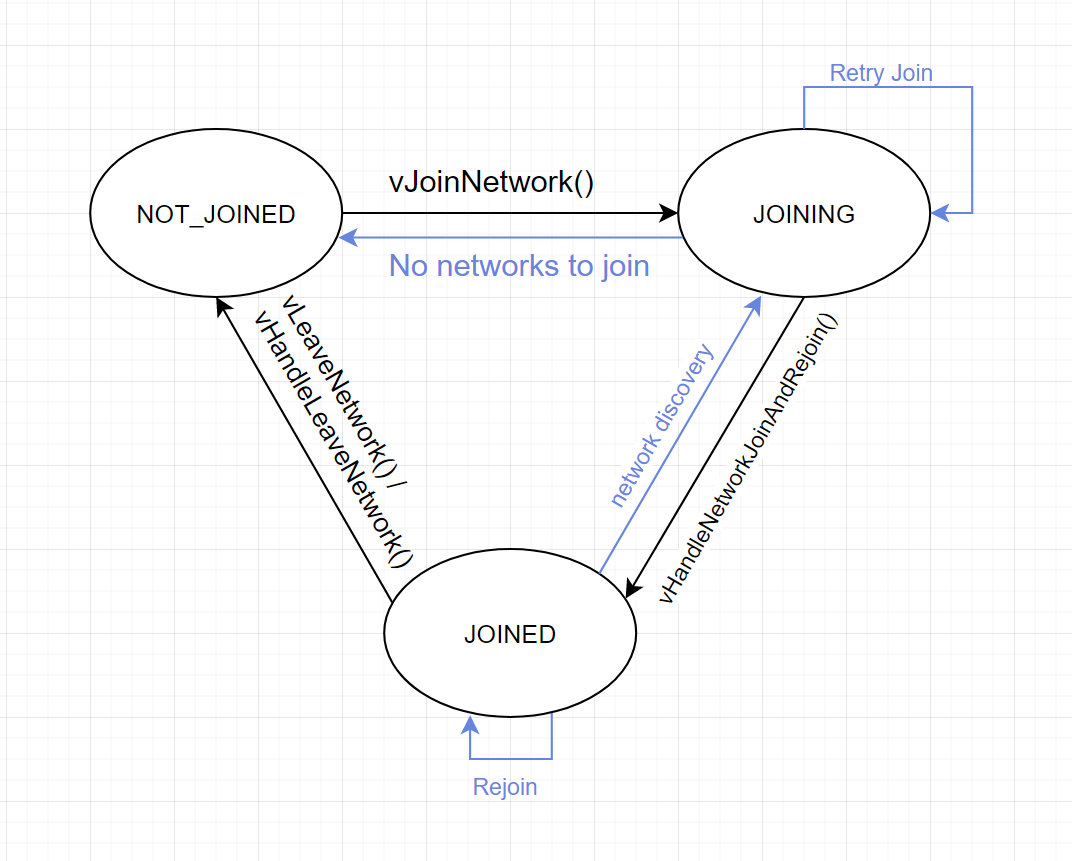 Retry Join
vJoinNetwork()
NOT_JOINED
JOINING
No networks to join
vLeaveNetwork() /
vHandleLeaveNetwork()
network discovery
vHandleNetworkJoinAndRejoin()
JOINED
Rejoin